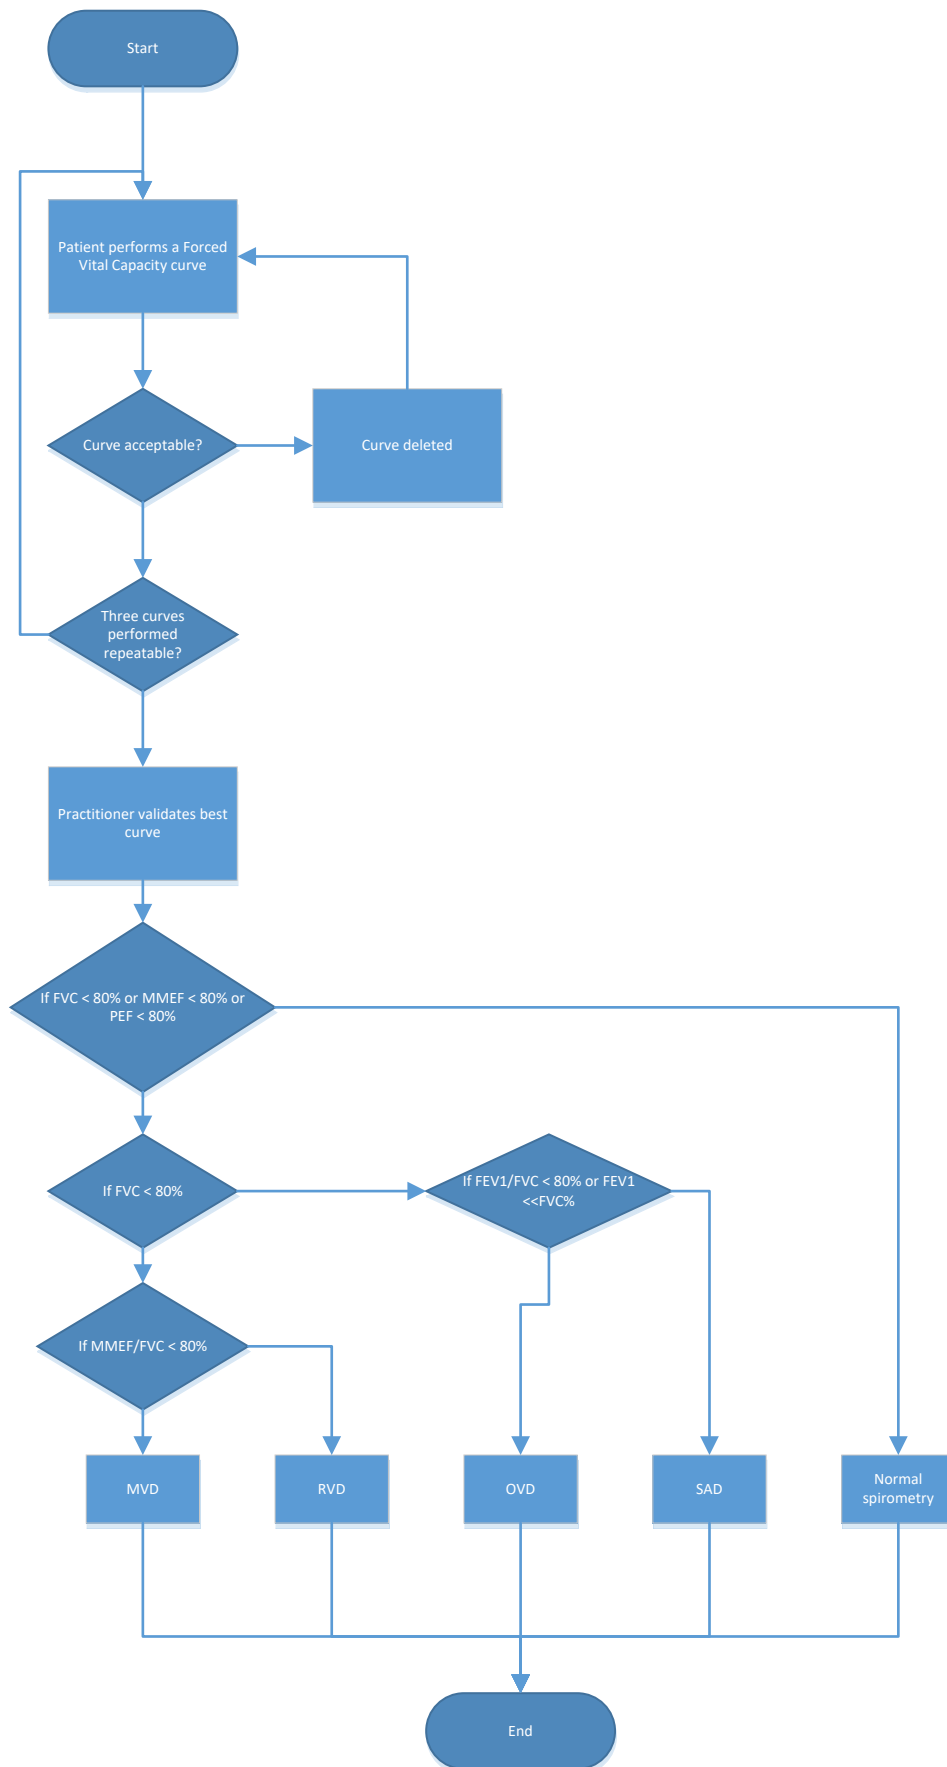 Start
Patient performs a Forced
Vital Capacity curve
Curve acceptable?
Curve deleted
Three curves
performed
repeatable?
Practitioner validates best
curve
If FVC < 80% or MMEF < 80% or
PEF < 80%
If FVC < 80%
If FEV1/FVC < 80% or FEV1
<<FVC%
If MMEF/FVC < 80%
MVD
RVD
OVD
SAD
Normal
spirometry
End